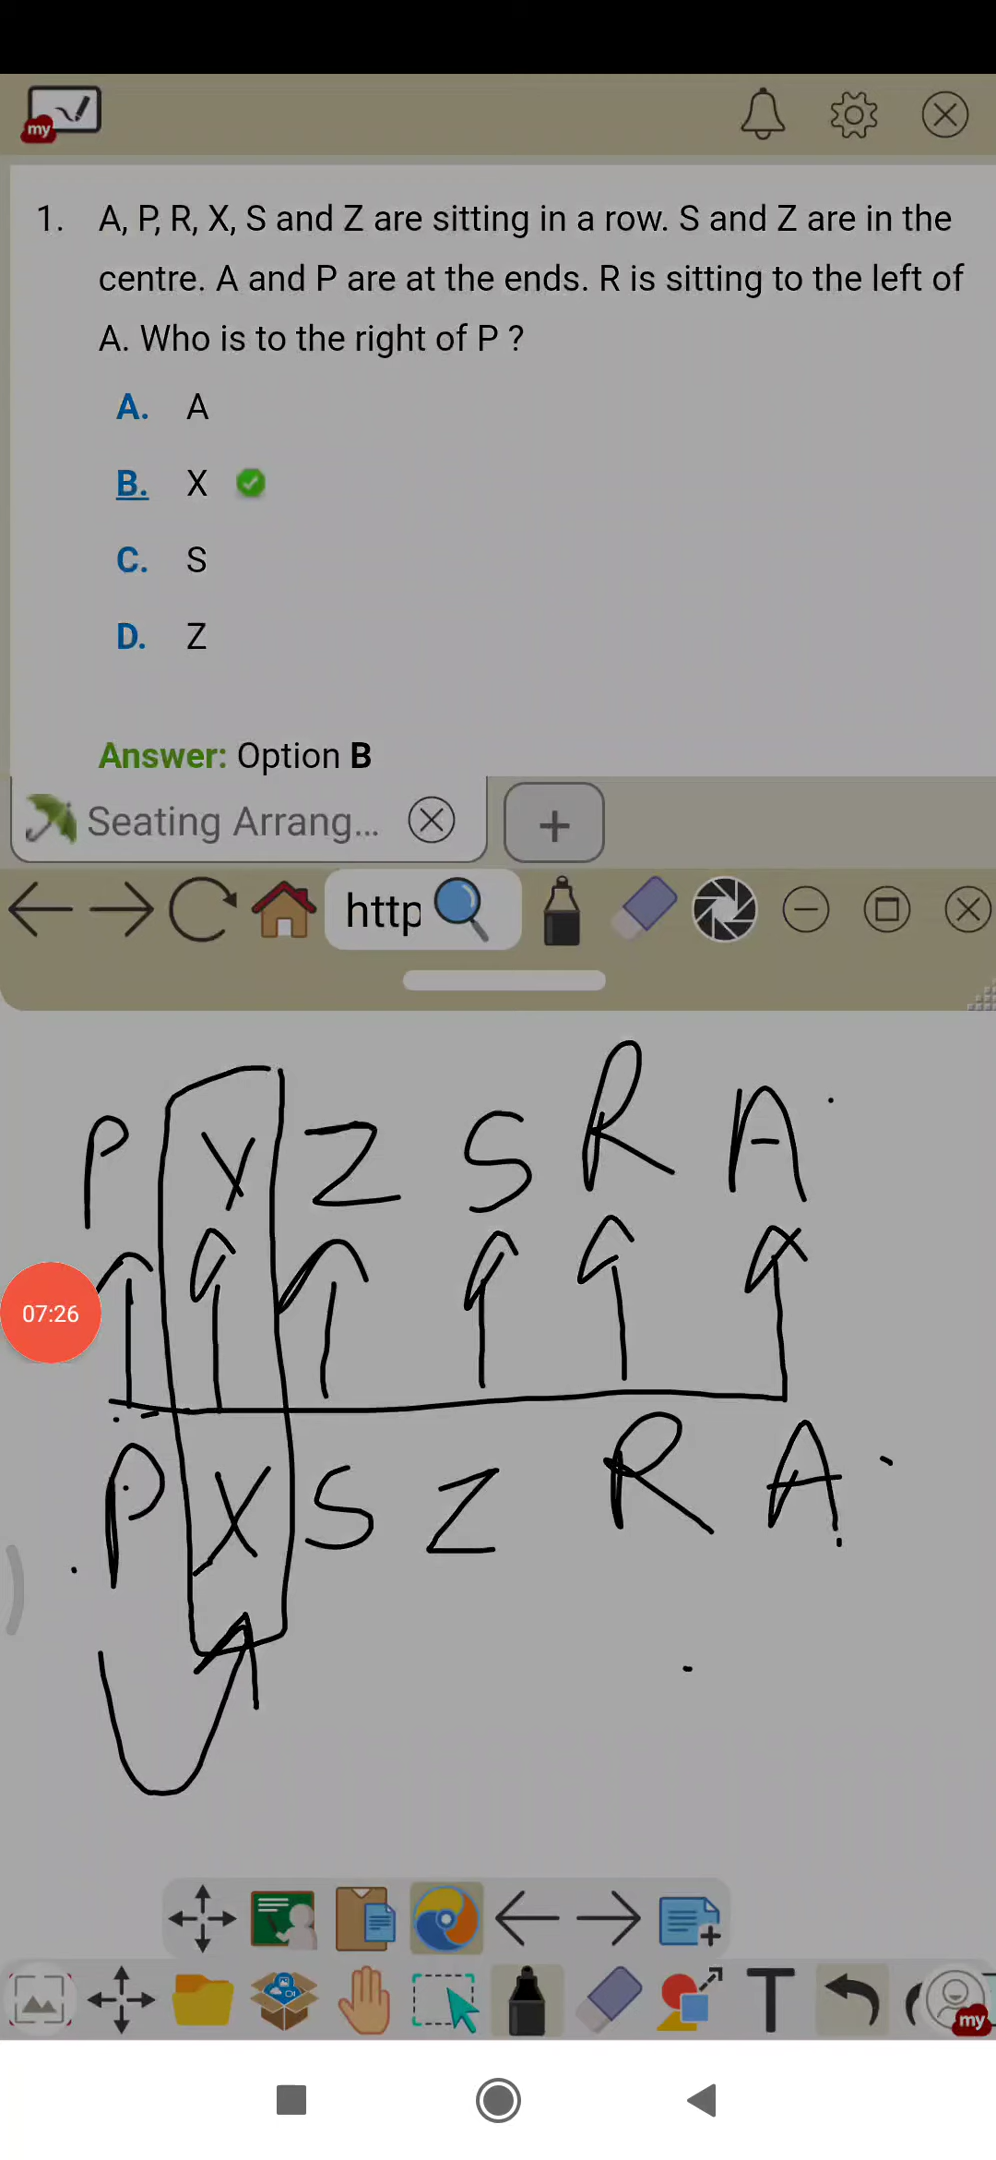 my
1. A, P, R, X, S and Z are sitting in a row. S and Z are in the
centre. A and P are at the ends. R is sitting to the left of
A. Who is to the right of P ?
A. A
B. X
C. S
D. Z
Answer: Option B
Seating Arrang...
+
http
P X Z S R A
07:26
P X S Z R A
T
my